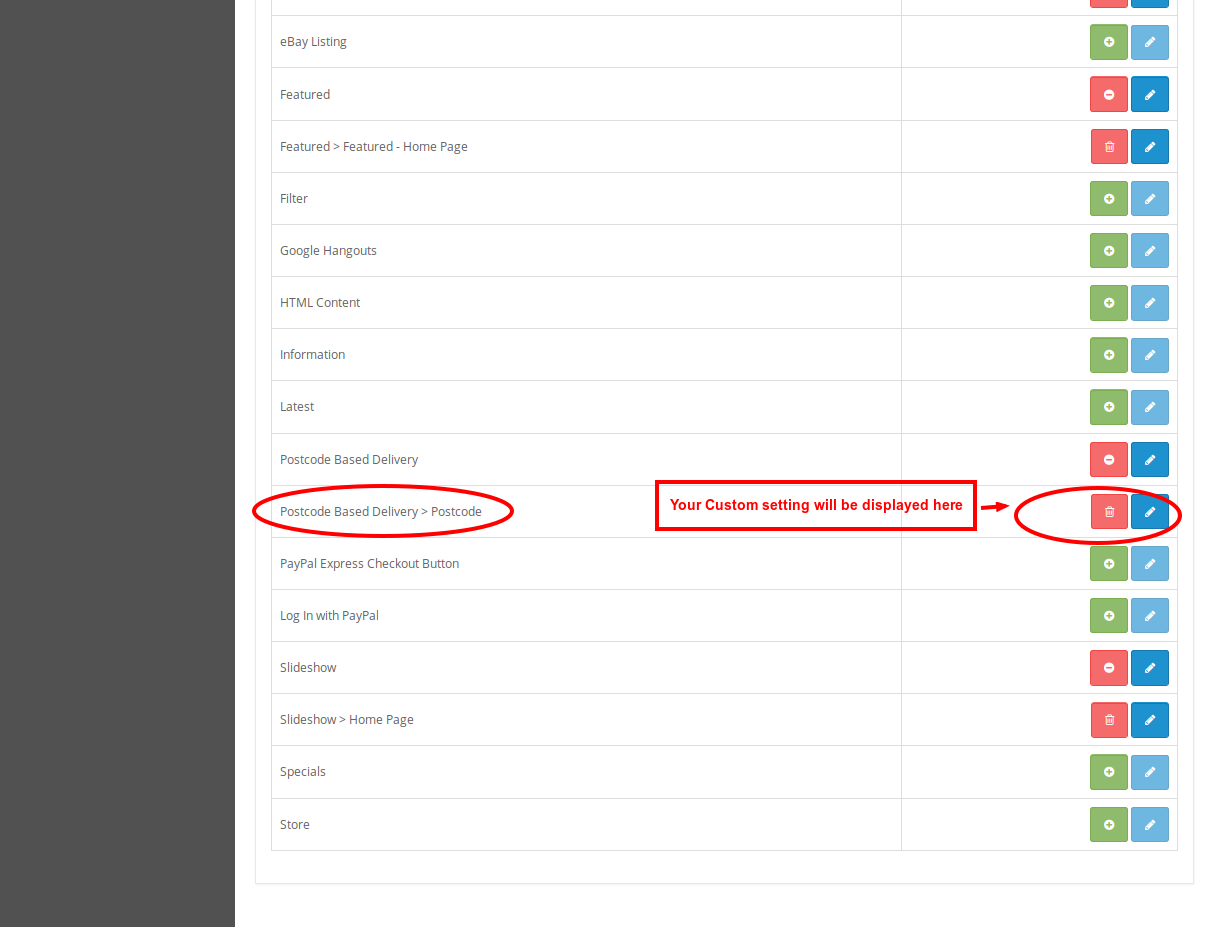 eBay Listing
Featured
Featured > Featured - Home Page
Filter
Google Hangouts
HTML Content
Information
Latest
Postcode Based Delivery
Postcode Based Delivery > Postcode
Your Custom setting will be displayed here
PayPal Express Checkout Button
Log In with PayPal
Slideshow
Slideshow > Home Page
Specials
Store